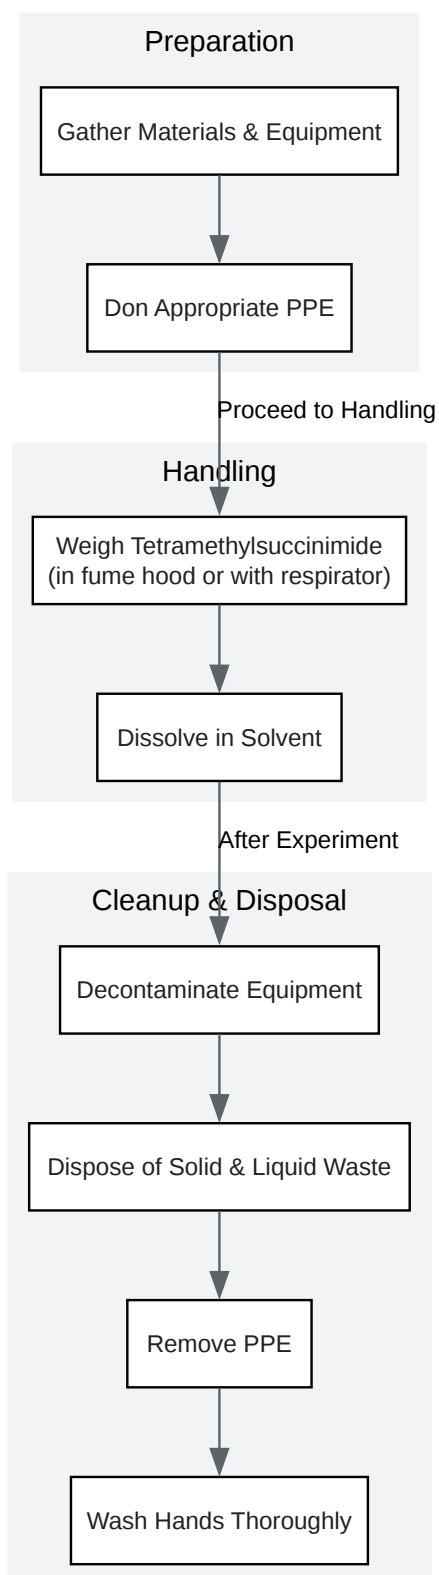 Preparation
Gather Materials & Equipment
Don Appropriate PPE
Proceed to Handling
Handling
Weigh Tetramethylsuccinimide
(in fume hood or with respirator)
Dissolve in Solvent
After Experiment
Cleanup & Disposal
Decontaminate Equipment
Dispose of Solid & Liquid Waste
Remove PPE
Wash Hands Thoroughly